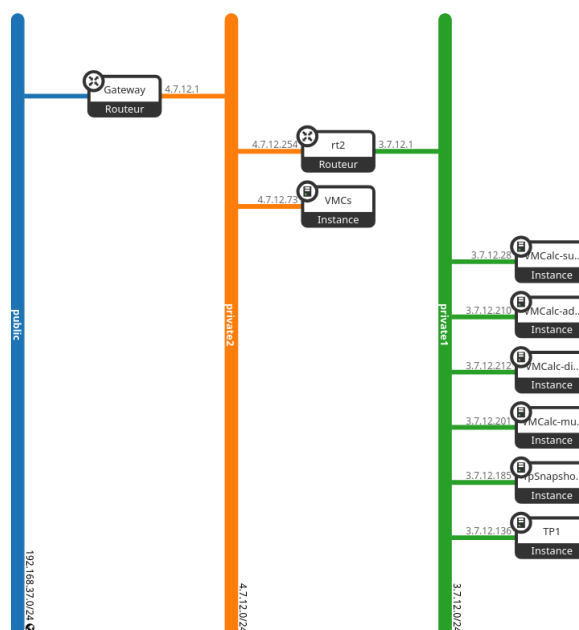 Gateway
Routeur
4.7.12.1
4.7.12.254
rt2
Routeur
3.7.12.1
4.7.12.73
VMCs
Instance
3.7.12.28
VMCalc-su...
Instance
3.7.12.210
VMCalc-ad...
Instance
3.7.12.212
VMCalc-di...
Instance
3.7.12.201
VMCalc-mu...
Instance
3.7.12.185
TpSnapsho...
Instance
3.7.12.136
TP1
Instance
public
private2
private1
192.168.37.0/24
4.7.12.0/24
3.7.12.0/24